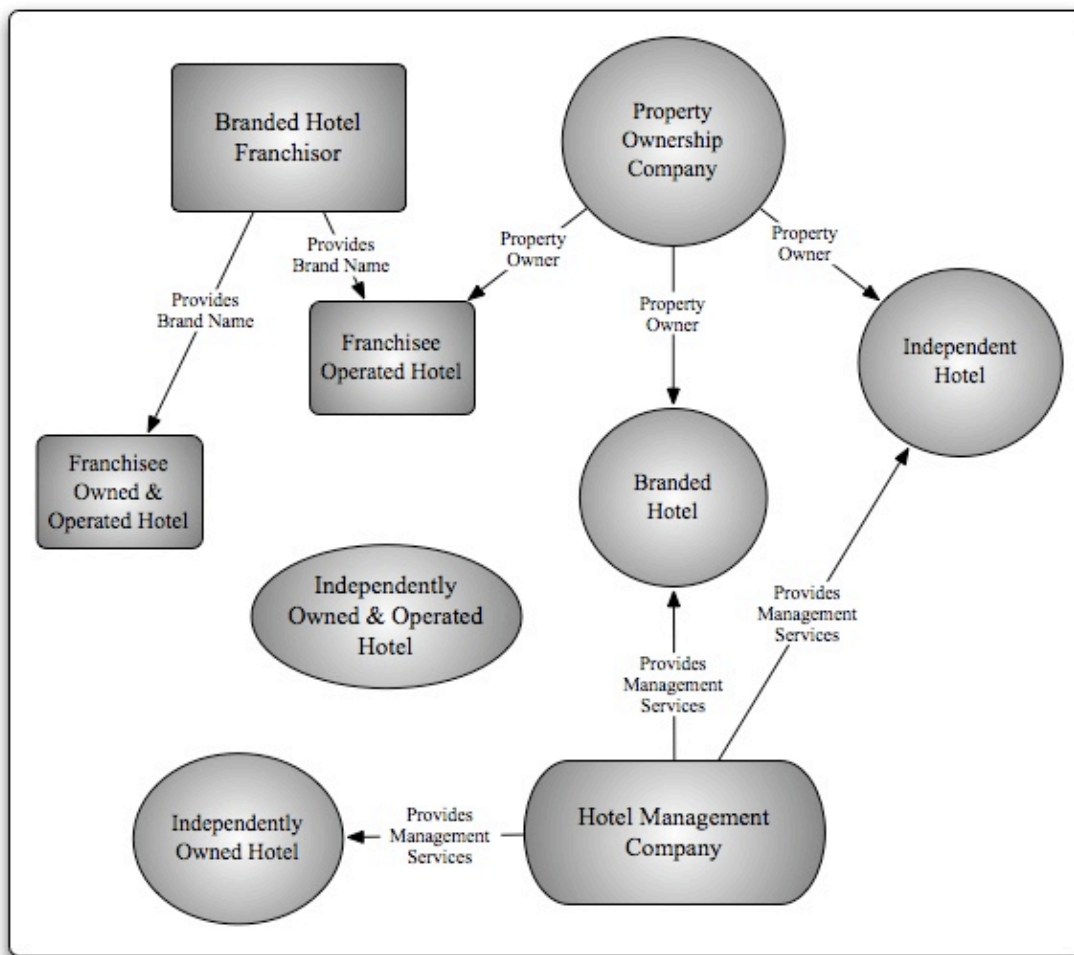 Branded Hotel
Franchisor
Property
Ownership
Company
Provides
Brand Name
Property
Owner
Property
Owner
Provides
Brand Name
Property
Owner
Franchisee
Operated Hotel
Independent
Hotel
Franchisee
Owned &
Operated Hotel
Branded
Hotel
Independently
Owned & Operated
Hotel
Provides
Management
Services
Provides
Management
Services
Independently
Owned Hotel
Provides
Management
Services
Hotel Management
Company